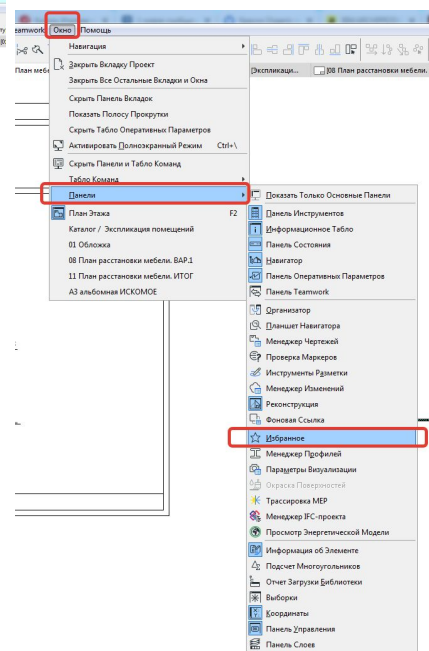 eamwork Окно Помощь
План мебе
Экспликаци...
[08 План расстановки мебели.
Навигация
Закрыть Вкладку Проект
Закрыть Все Остальные Вкладки и Окна
Скрыть Панель Вкладок
Показать Полосу Прокрутки
Скрыть Табло Оперативных Параметров
Активировать Полноэкранный Режим Ctrl+\
Скрыть Панели и Табло Команд
Табло Команд
Панели
План Этажа F2
Каталог / Экспликация помещений
01 Обложка
08 План расстановки мебели. ВАР.1
11 План расстановки мебели. ИТОГ
А3 альбомная ИСКОМОЕ
Показать Только Основные Панели
Панель Инструментов
Информационное Табло
Панель Состояния
Навигатор
Панель Оперативных Параметров
Панель Teamwork
Организатор
Планшет Навигатора
Менеджер Чертежей
Проверка Маркеров
Инструменты Разметки
Менеджер Изменений
Реконструкция
Фоновая Ссылка
Избранное
Менеджер Профилей
Параметры Визуализации
Окраска Поверхностей
Трассировка MEP
Менеджер IFC-проекта
Просмотр Энергетической Модели
Информация об Элементе
Подсчет Многоугольников
Отчет Загрузки Библиотеки
Выборки
Координаты
Панель Управления
Панель Слоев